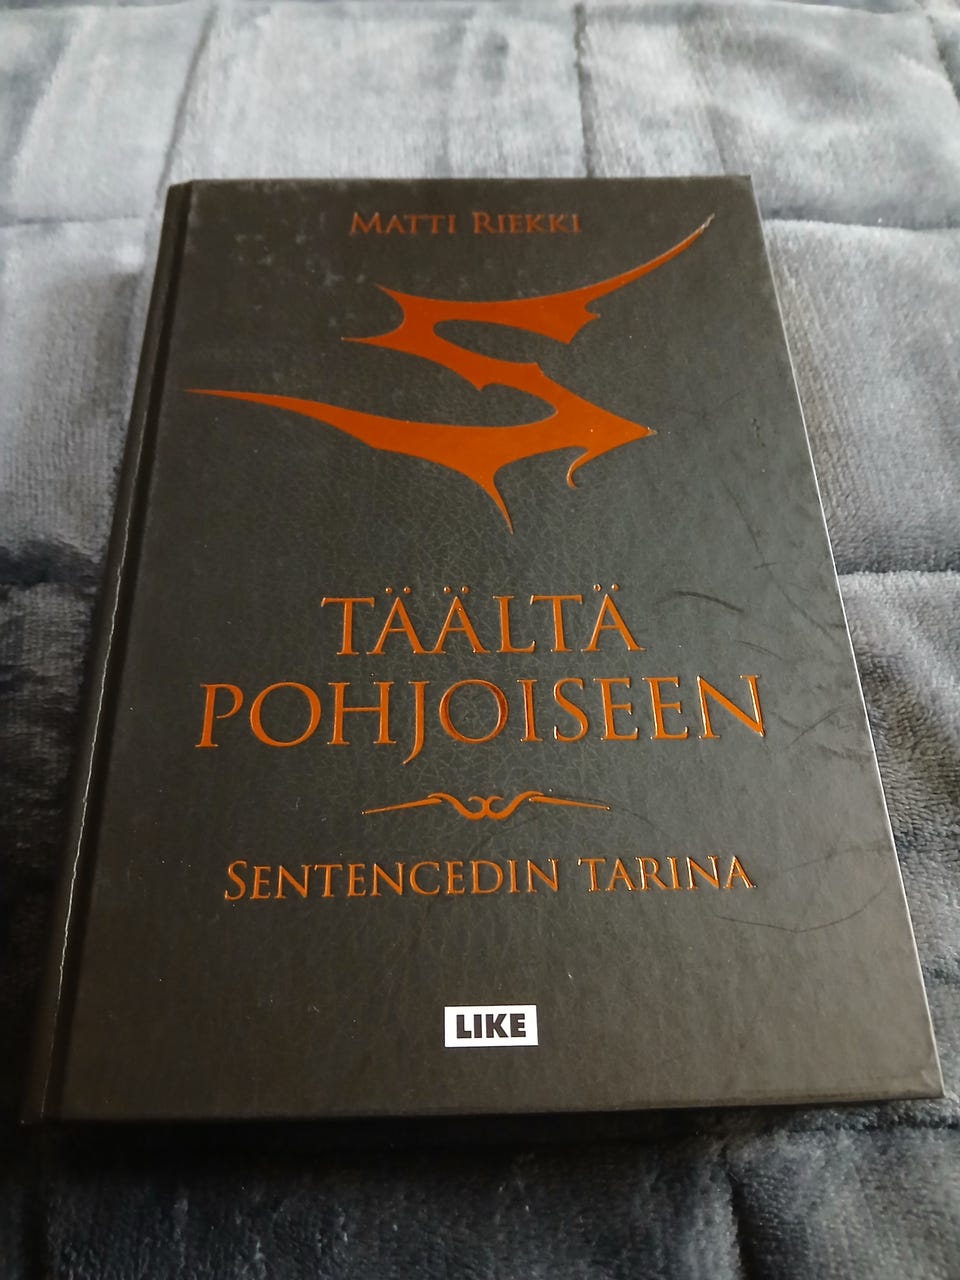 Matti Riekki
TÄÄLTÄ
POHJOISEEN
Sentencedin tarina
LIKE